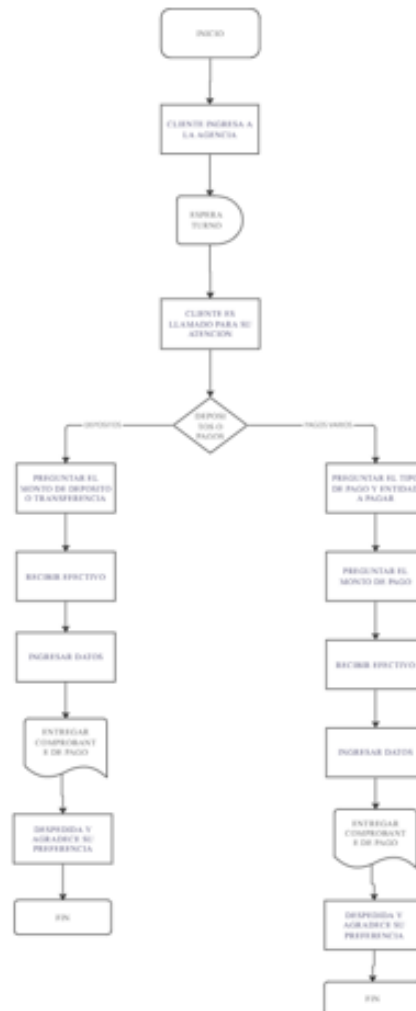 INICIO
CLIENTE INGRESA A
LA AGENCIA
ESPERA
TURNO
CLIENTE ES
LLAMADO PARA SU
ATENCION
DEPOSI
TOS O
PAGOS
DEPOSITOS
PAGOS VARIOS
PREGUNTAR EL
MONTO DE DEPOSITO
O TRANSFERENCIA
RECIBIR EFECTIVO
INGRESAR DATOS
ENTREGAR
COMPROBANT
E DE PAGO
DESPEDIDA Y
AGRADECE SU
PREFERENCIA
FIN
PREGUNTAR EL TIPO
DE PAGO Y ENTIDAD
A PAGAR
PREGUNTAR EL
MONTO DE PAGO
RECIBIR EFECTIVO
INGRESAR DATOS
ENTREGAR
COMPROBANT
E DE PAGO
DESPEDIDA Y
AGRADECE SU
PREFERENCIA
FIN